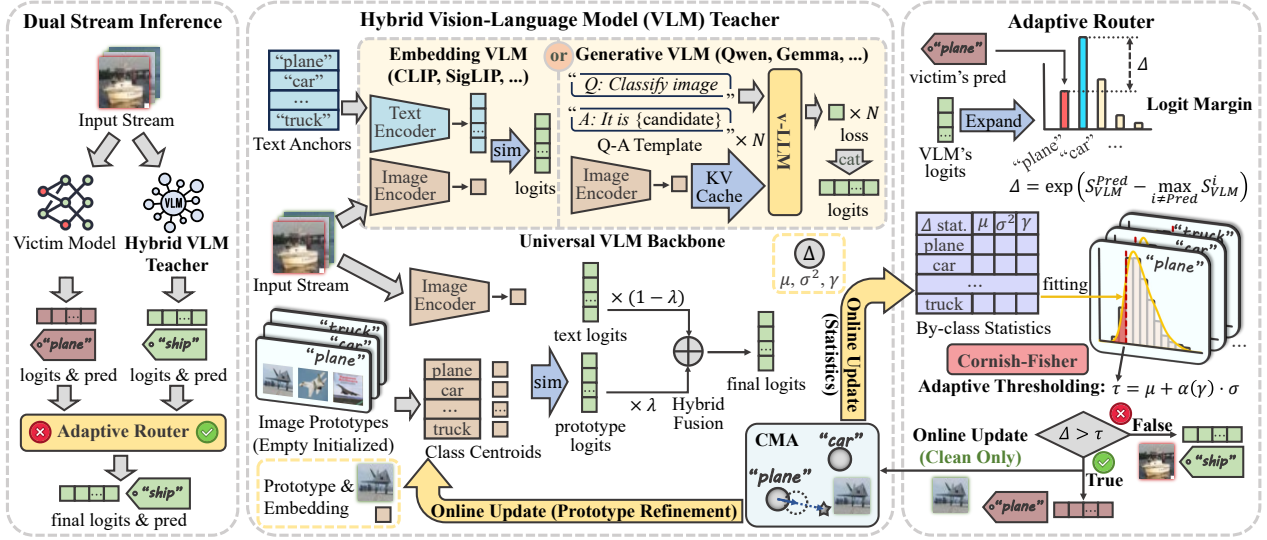 Dual Stream Inference
Input Stream
VLM
Victim Model
Hybrid VLM
Teacher
...
...
"plane"
"ship"
logits & pred
logits & pred
Adaptive Router
...
"ship"
final logits & pred
Hybrid Vision-Language Model (VLM) Teacher
"plane"
"car"
...
"truck"
Text Anchors
Embedding VLM
(CLIP, SigLIP, ...)
or
Generative VLM (Qwen, Gemma, ...)
Text
Encoder
Image
Encoder
...
sim
...
logits
“ Q: Classify image ”
“ A: It is {candidate} ” × N
Q-A Template
Image
Encoder
KV
Cache
v-LLM
× N
loss
cat
...
logits
Input Stream
Universal VLM Backbone
Image
Encoder
...
text logits
× (1 − λ)
"truck"
"car"
"plane"
Image Prototypes
(Empty Initialized)
plane
car
...
truck
Class Centroids
sim
...
prototype
logits
× λ
Hybrid
Fusion
...
final logits
Δ
μ, σ², γ
Online Update
(Statistics)
Prototype &
Embedding
Online Update (Prototype Refinement)
CMA
"car"
"plane"
Adaptive Router
"plane"
victim's pred
...
VLM's
logits
Expand
Δ
Logit Margin
"plane"
"car"
...
Δ = exp(S_VLM^Pred − max_{i≠Pred} S_VLM^i)
Δ stat. μ σ² γ
plane
car
...
truck
By-class Statistics
fitting
"truck"
"car"
"plane"
...
Cornish-Fisher
Adaptive Thresholding: τ = μ + α(γ) · σ
Online Update
(Clean Only)
Δ > τ
False
True
...
"ship"
"plane"
...